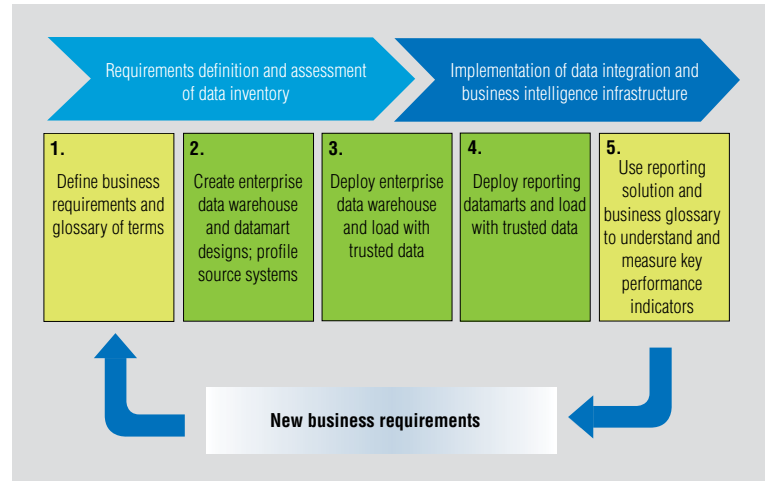 Requirements definition and assessment
of data inventory
Implementation of data integration and
business intelligence infrastructure
1.
Define business
requirements and
glossary of terms
2.
Create enterprise
data warehouse
and datamart
designs; profile
source systems
3.
Deploy enterprise
data warehouse
and load with
trusted data
4.
Deploy reporting
datamarts and load
with trusted data
5.
Use reporting
solution and
business glossary
to understand and
measure key
performance
indicators
New business requirements